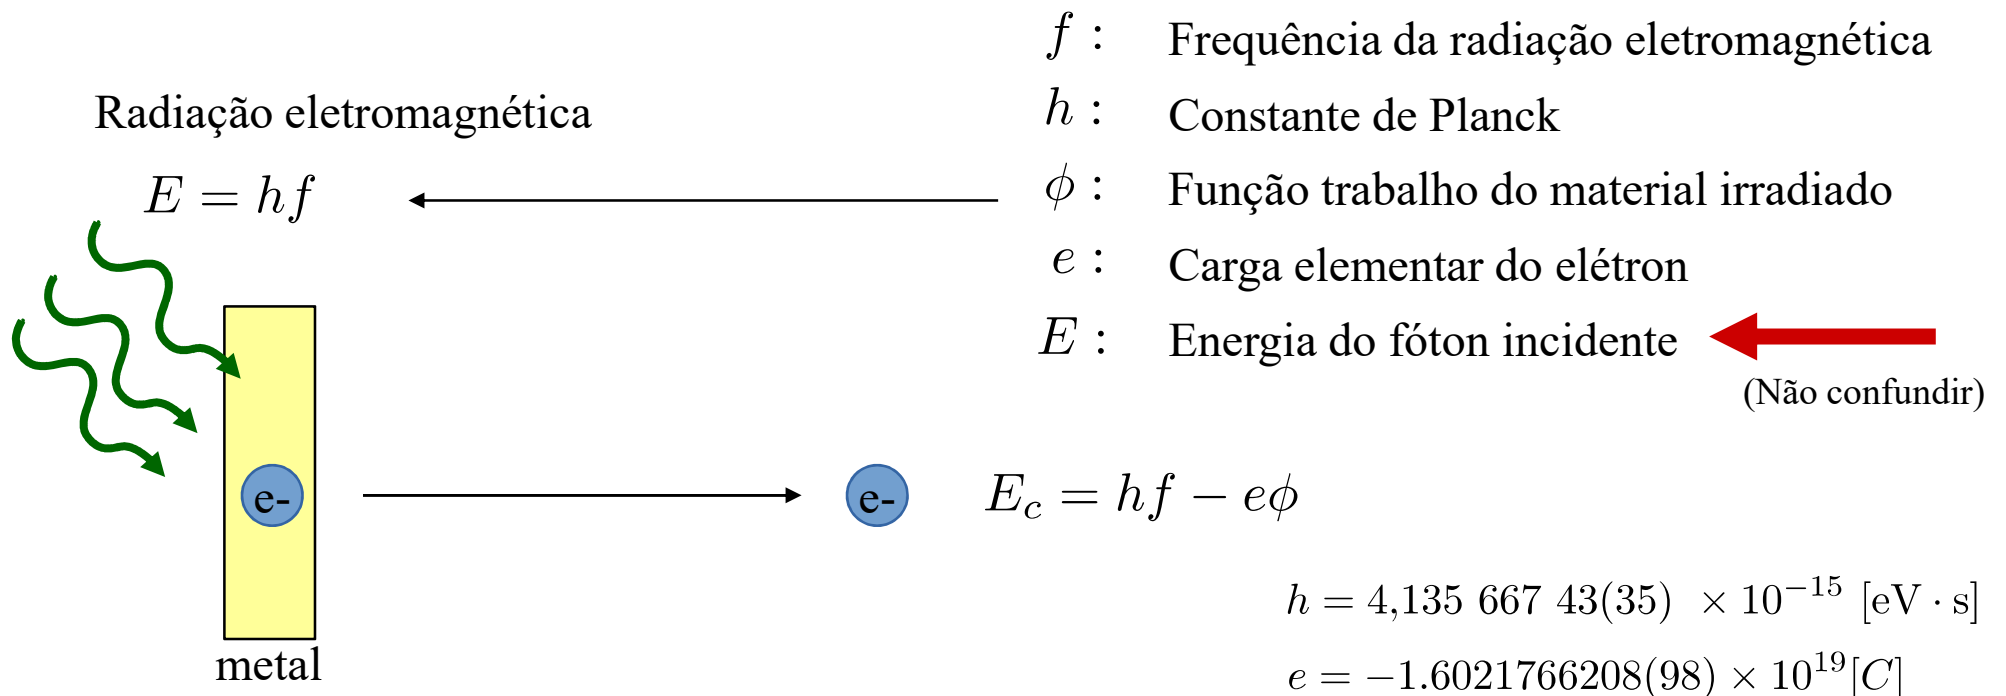 f : Frequência da radiação eletromagnética
Radiação eletromagnética
h : Constante de Planck
E = hf
ϕ : Função trabalho do material irradiado
e : Carga elementar do elétron
E : Energia do fóton incidente
(Não confundir)
e-
e-
E_c = hf − eϕ
h = 4,135 667 43(35) × 10^{−15} [eV · s]
metal
e = −1.6021766208(98) × 10^{19}[C]